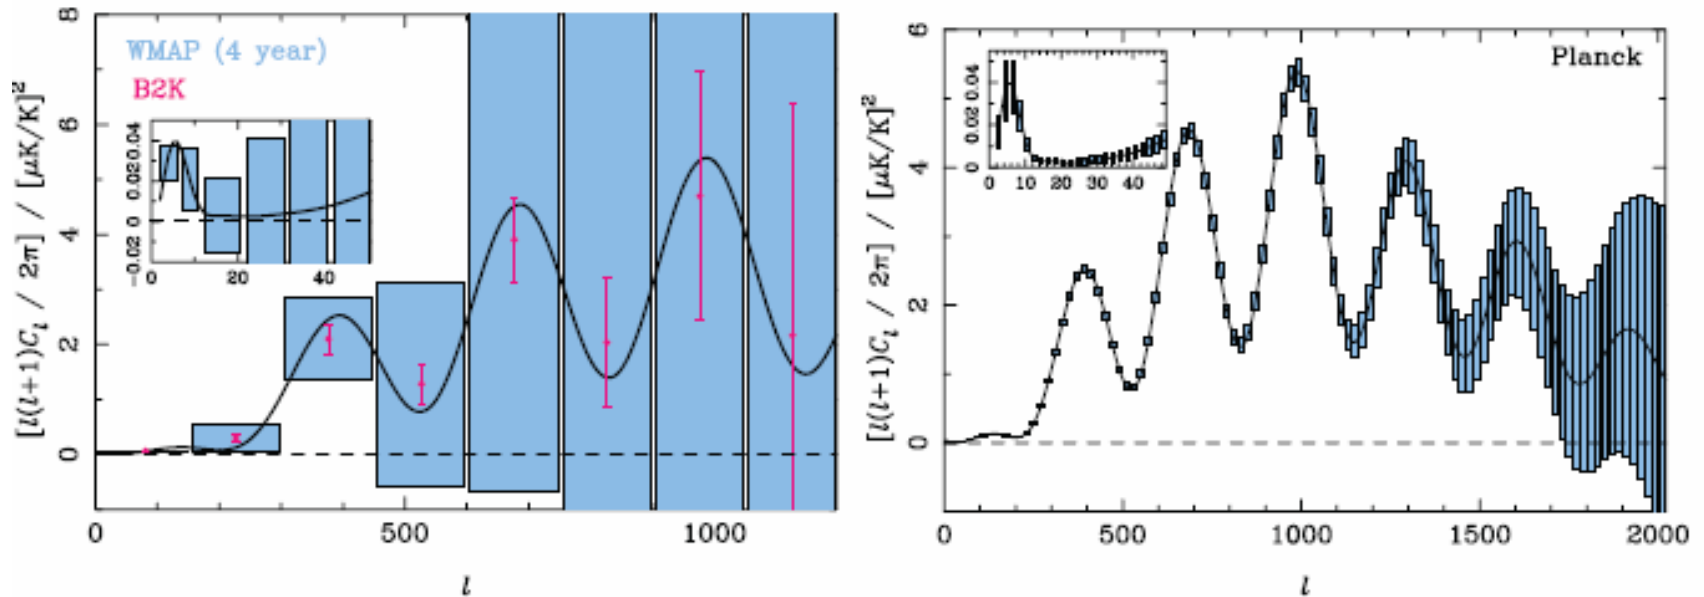 [l(l+1)C_l / 2π] / [μK/K]²
8
6
4
2
0
WMAP (4 year)
B2K
0.04
0.02
0
−0.02
0 20 40
0 500 1000
l
[l(l+1)C_l / 2π] / [μK/K]²
6
4
2
0
Planck
0.04
0.02
0
0 10 20 30 40
0 500 1000 1500 2000
l